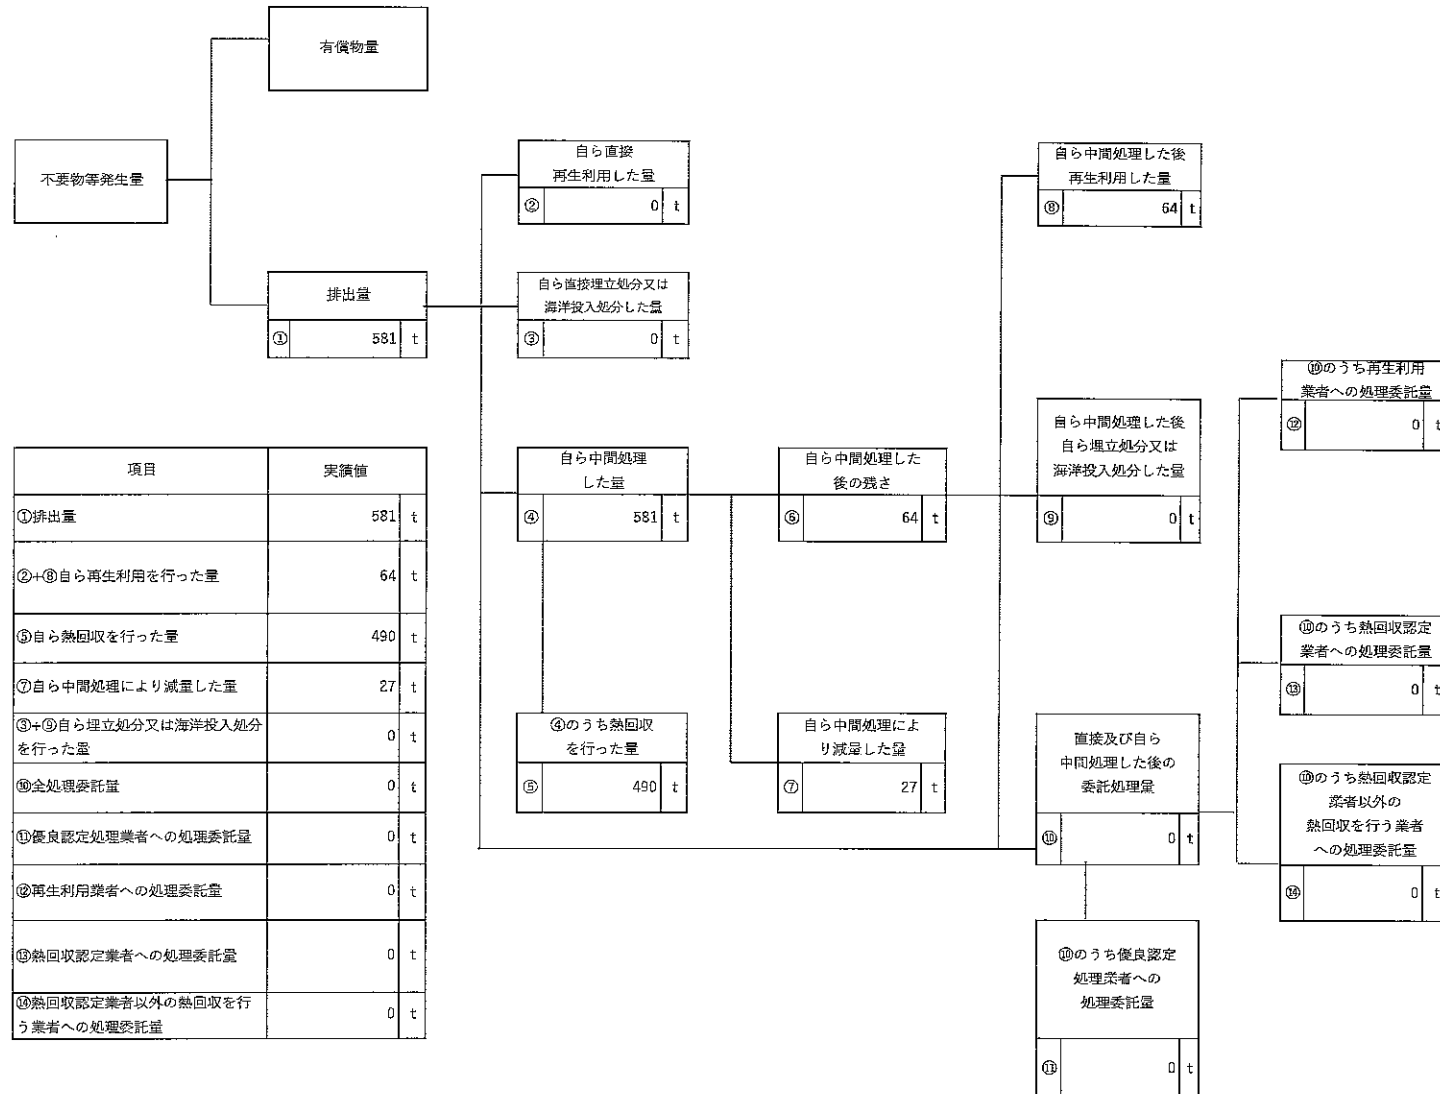 有償物量
不要物等発生量
自ら直接
再生利用した量
② 0 t
自ら中間処理した後
再生利用した量
⑧ 64 t
排出量
① 581 t
自ら直接埋立処分又は
海洋投入処分した量
③ 0 t
⑩のうち再生利用
業者への処理委託量
⑫ 0 t
自ら中間処理
した量
④ 581 t
自ら中間処理した
後の残さ
⑥ 64 t
自ら中間処理した後
自ら埋立処分又は
海洋投入処分した量
⑨ 0 t
⑩のうち熱回収認定
業者への処理委託量
⑬ 0 t
④のうち熱回収
を行った量
⑤ 490 t
自ら中間処理によ
り減量した量
⑦ 27 t
直接及び自ら
中間処理した後の
委託処理量
⑩ 0 t
⑩のうち熱回収認定
業者以外の
熱回収を行う業者
への処理委託量
⑭ 0 t
⑩のうち優良認定
処理業者への
処理委託量
⑪ 0 t
項目 実績値
①排出量 581 t
②+⑧自ら再生利用を行った量 64 t
⑤自ら熱回収を行った量 490 t
⑦自ら中間処理により減量した量 27 t
③+⑨自ら埋立処分又は海洋投入処分
を行った量 0 t
⑩全処理委託量 0 t
⑪優良認定処理業者への処理委託量 0 t
⑫再生利用業者への処理委託量 0 t
⑬熱回収認定業者への処理委託量 0 t
⑭熱回収認定業者以外の熱回収を行
う業者への処理委託量 0 t